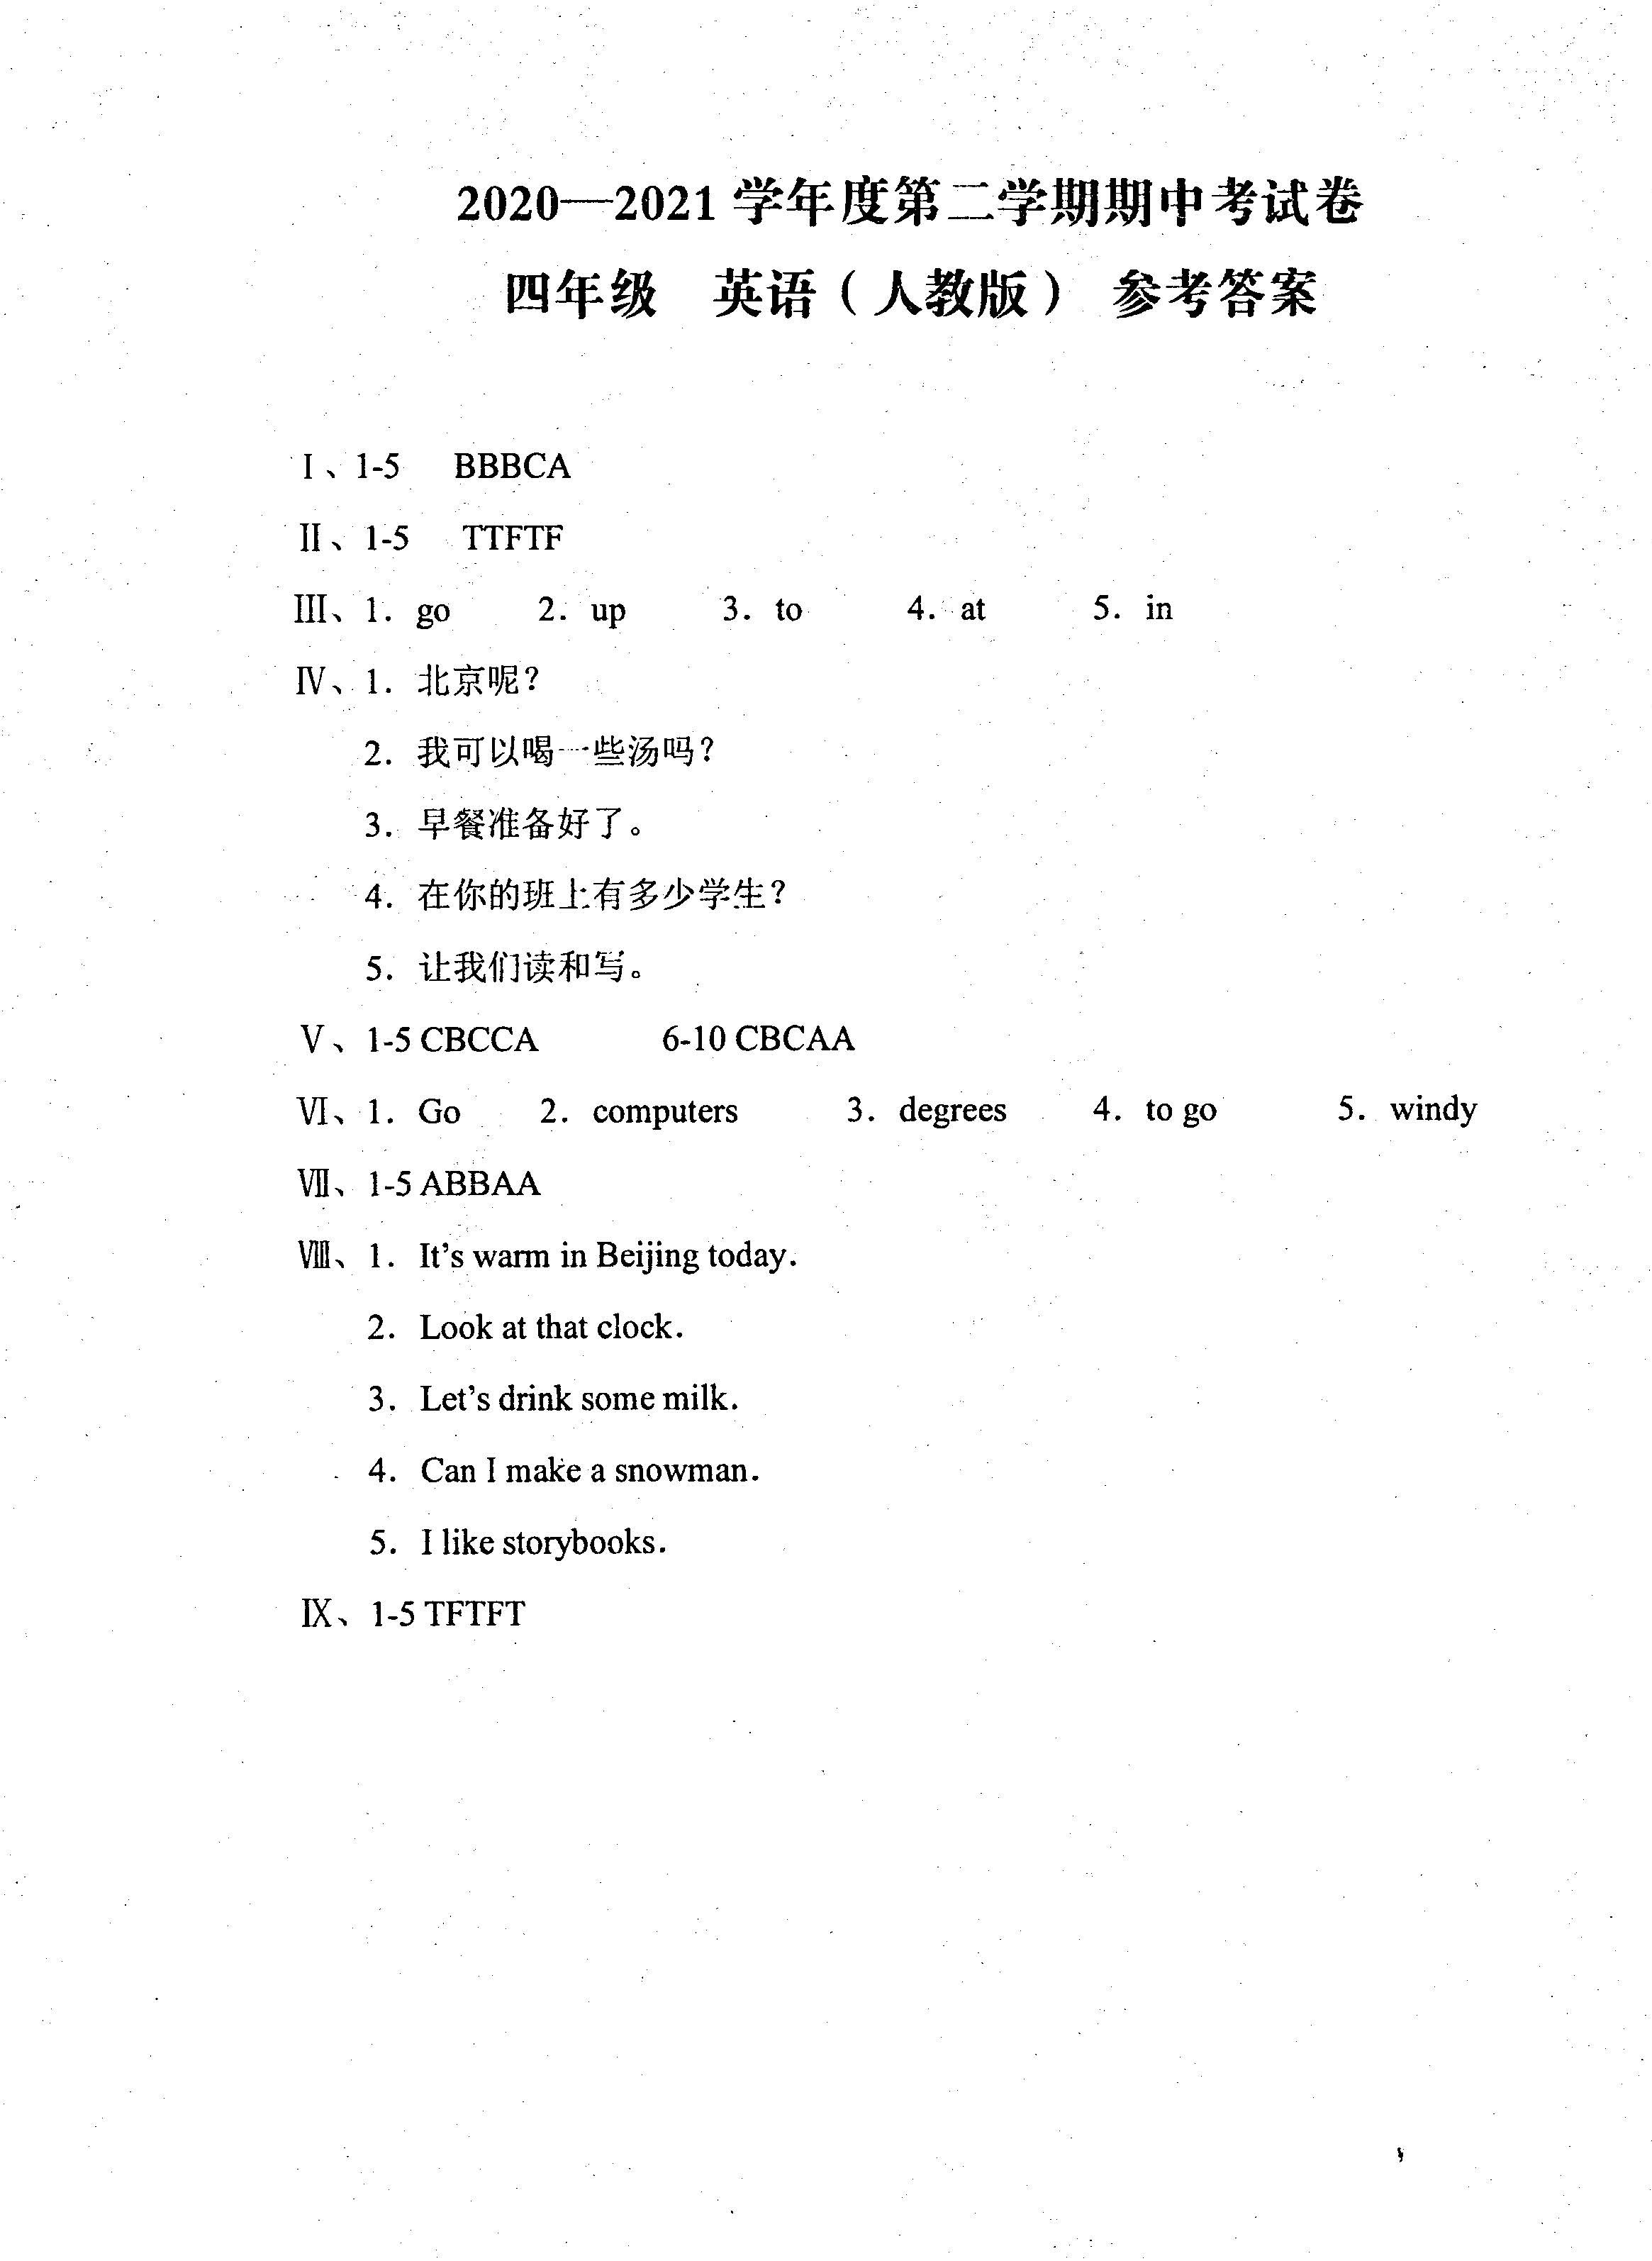 2020—2021 学年度第二学期期中考试卷
四年级 英语（人教版） 参考答案
Ⅰ、1-5 BBBCA
Ⅱ、1-5 TTFTF
Ⅲ、1. go 2. up 3. to 4. at 5. in
Ⅳ、1. 北京呢？
2. 我可以喝一些汤吗？
3. 早餐准备好了。
4. 在你的班上有多少学生？
5. 让我们读和写。
Ⅴ、1-5 CBCCA 6-10 CBCAA
Ⅵ、1. Go 2. computers 3. degrees 4. to go 5. windy
Ⅶ、1-5 ABBAA
Ⅷ、1. It’s warm in Beijing today.
2. Look at that clock.
3. Let’s drink some milk.
4. Can I make a snowman.
5. I like storybooks.
Ⅸ、1-5 TFTFT